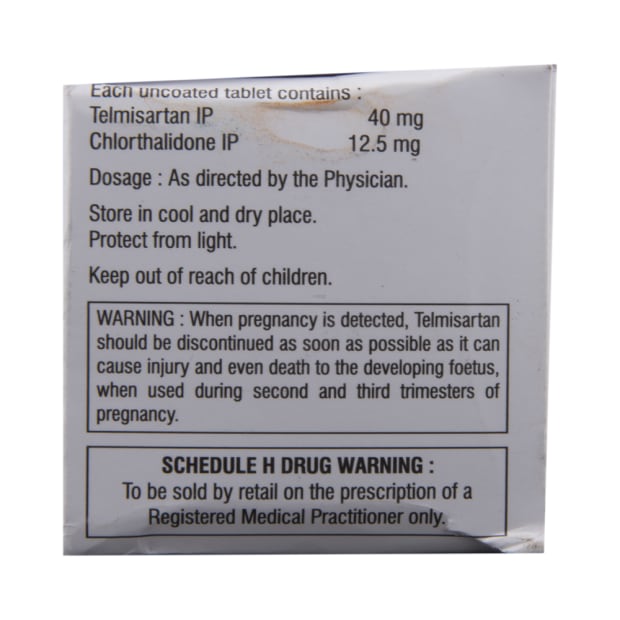 Each uncoated tablet contains :
Telmisartan IP 40 mg
Chlorthalidone IP 12.5 mg
Dosage : As directed by the Physician.
Store in cool and dry place.
Protect from light.
Keep out of reach of children.
WARNING : When pregnancy is detected, Telmisartan
should be discontinued as soon as possible as it can
cause injury and even death to the developing foetus,
when used during second and third trimesters of
pregnancy.
SCHEDULE H DRUG WARNING :
To be sold by retail on the prescription of a
Registered Medical Practitioner only.